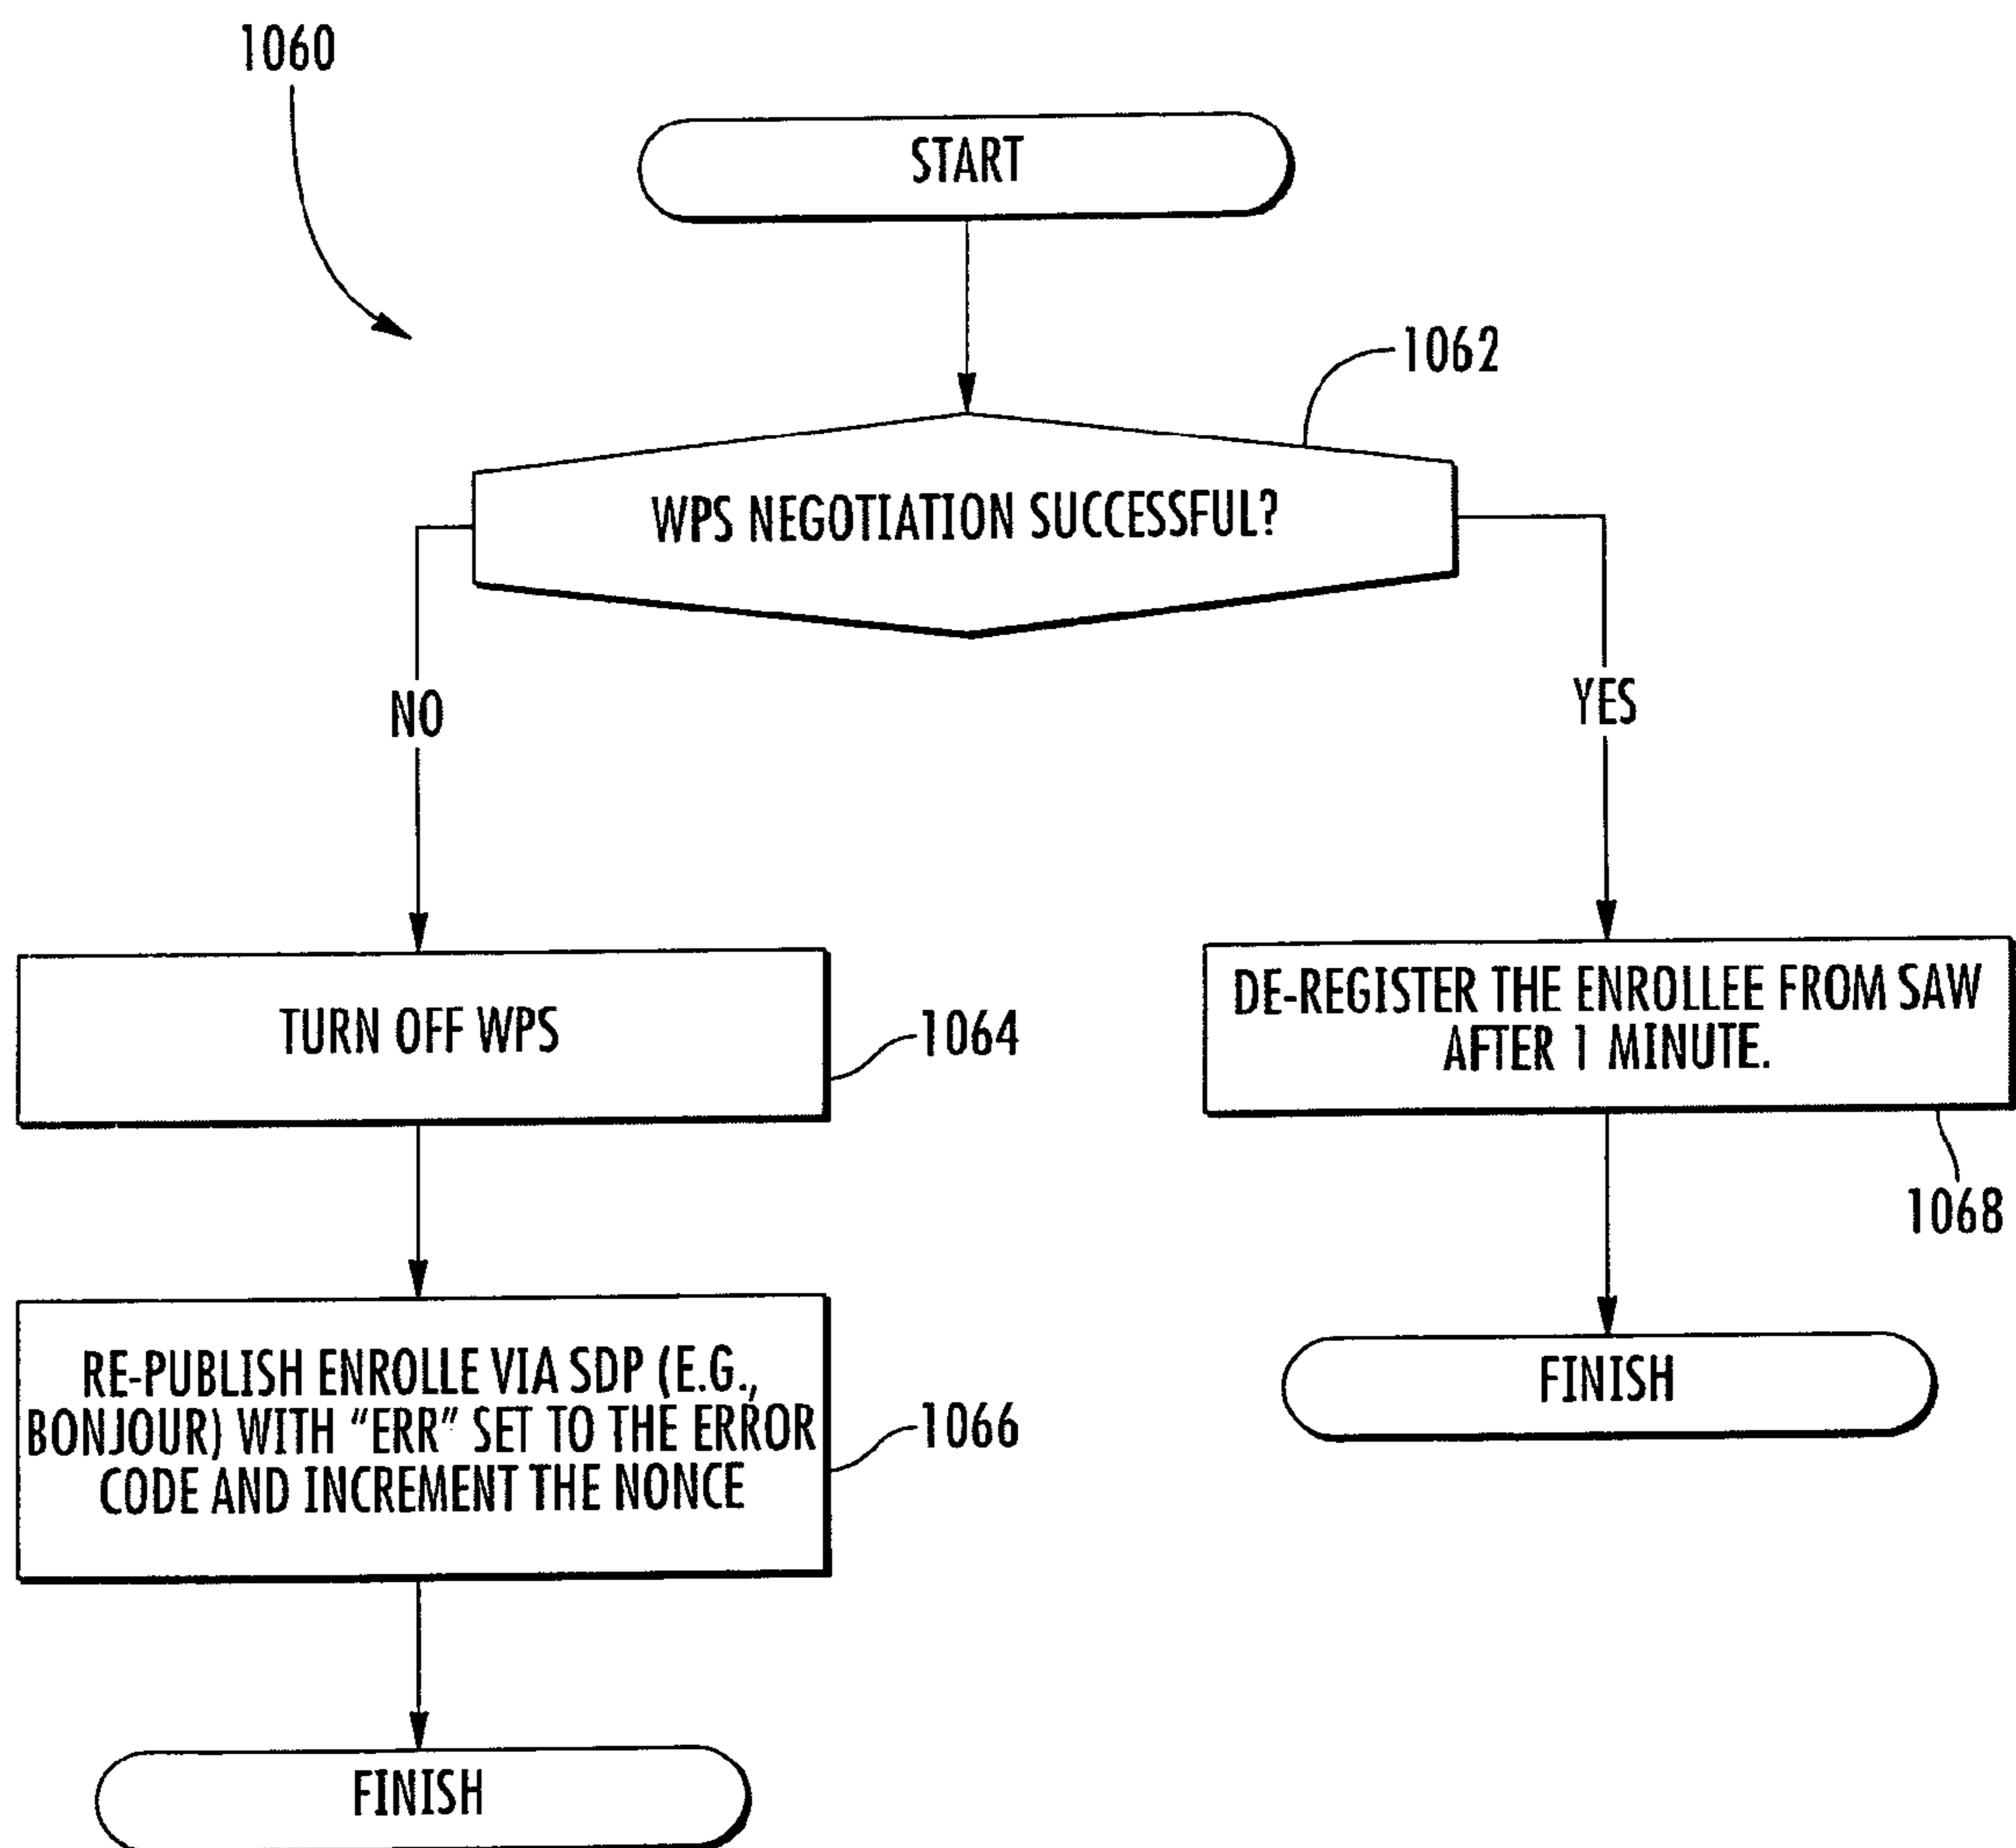 1060
START
1062
WPS NEGOTIATION SUCCESSFUL?
NO
YES
TURN OFF WPS
1064
DE-REGISTER THE ENROLLEE FROM SAW
AFTER 1 MINUTE.
1068
RE-PUBLISH ENROLLE VIA SDP (E.G.,
BONJOUR) WITH "ERR" SET TO THE ERROR
CODE AND INCREMENT THE NONCE
1066
FINISH
FINISH